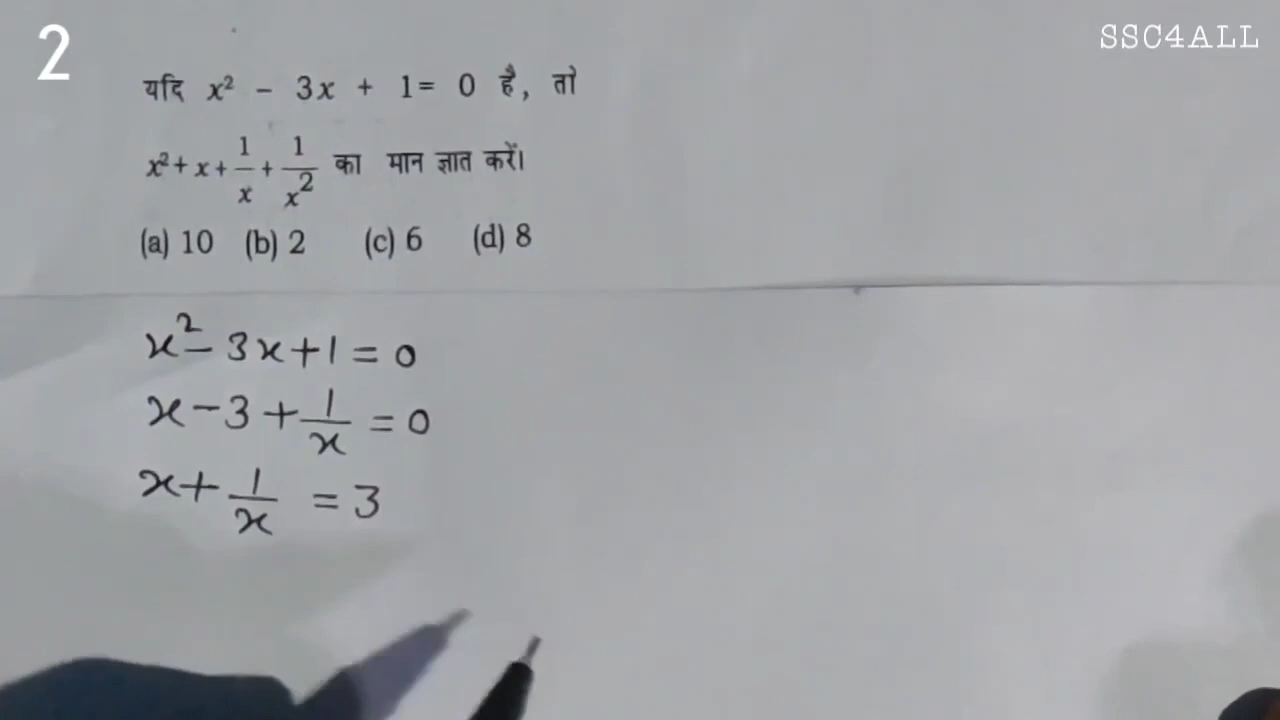 2
SSC4ALL
यदि x² - 3x + 1= 0 है, तो
x² + x + 1/x + 1/x² का मान ज्ञात करें।
(a) 10 (b) 2 (c) 6 (d) 8
x² - 3x + 1 = 0
x - 3 + 1/x = 0
x + 1/x = 3